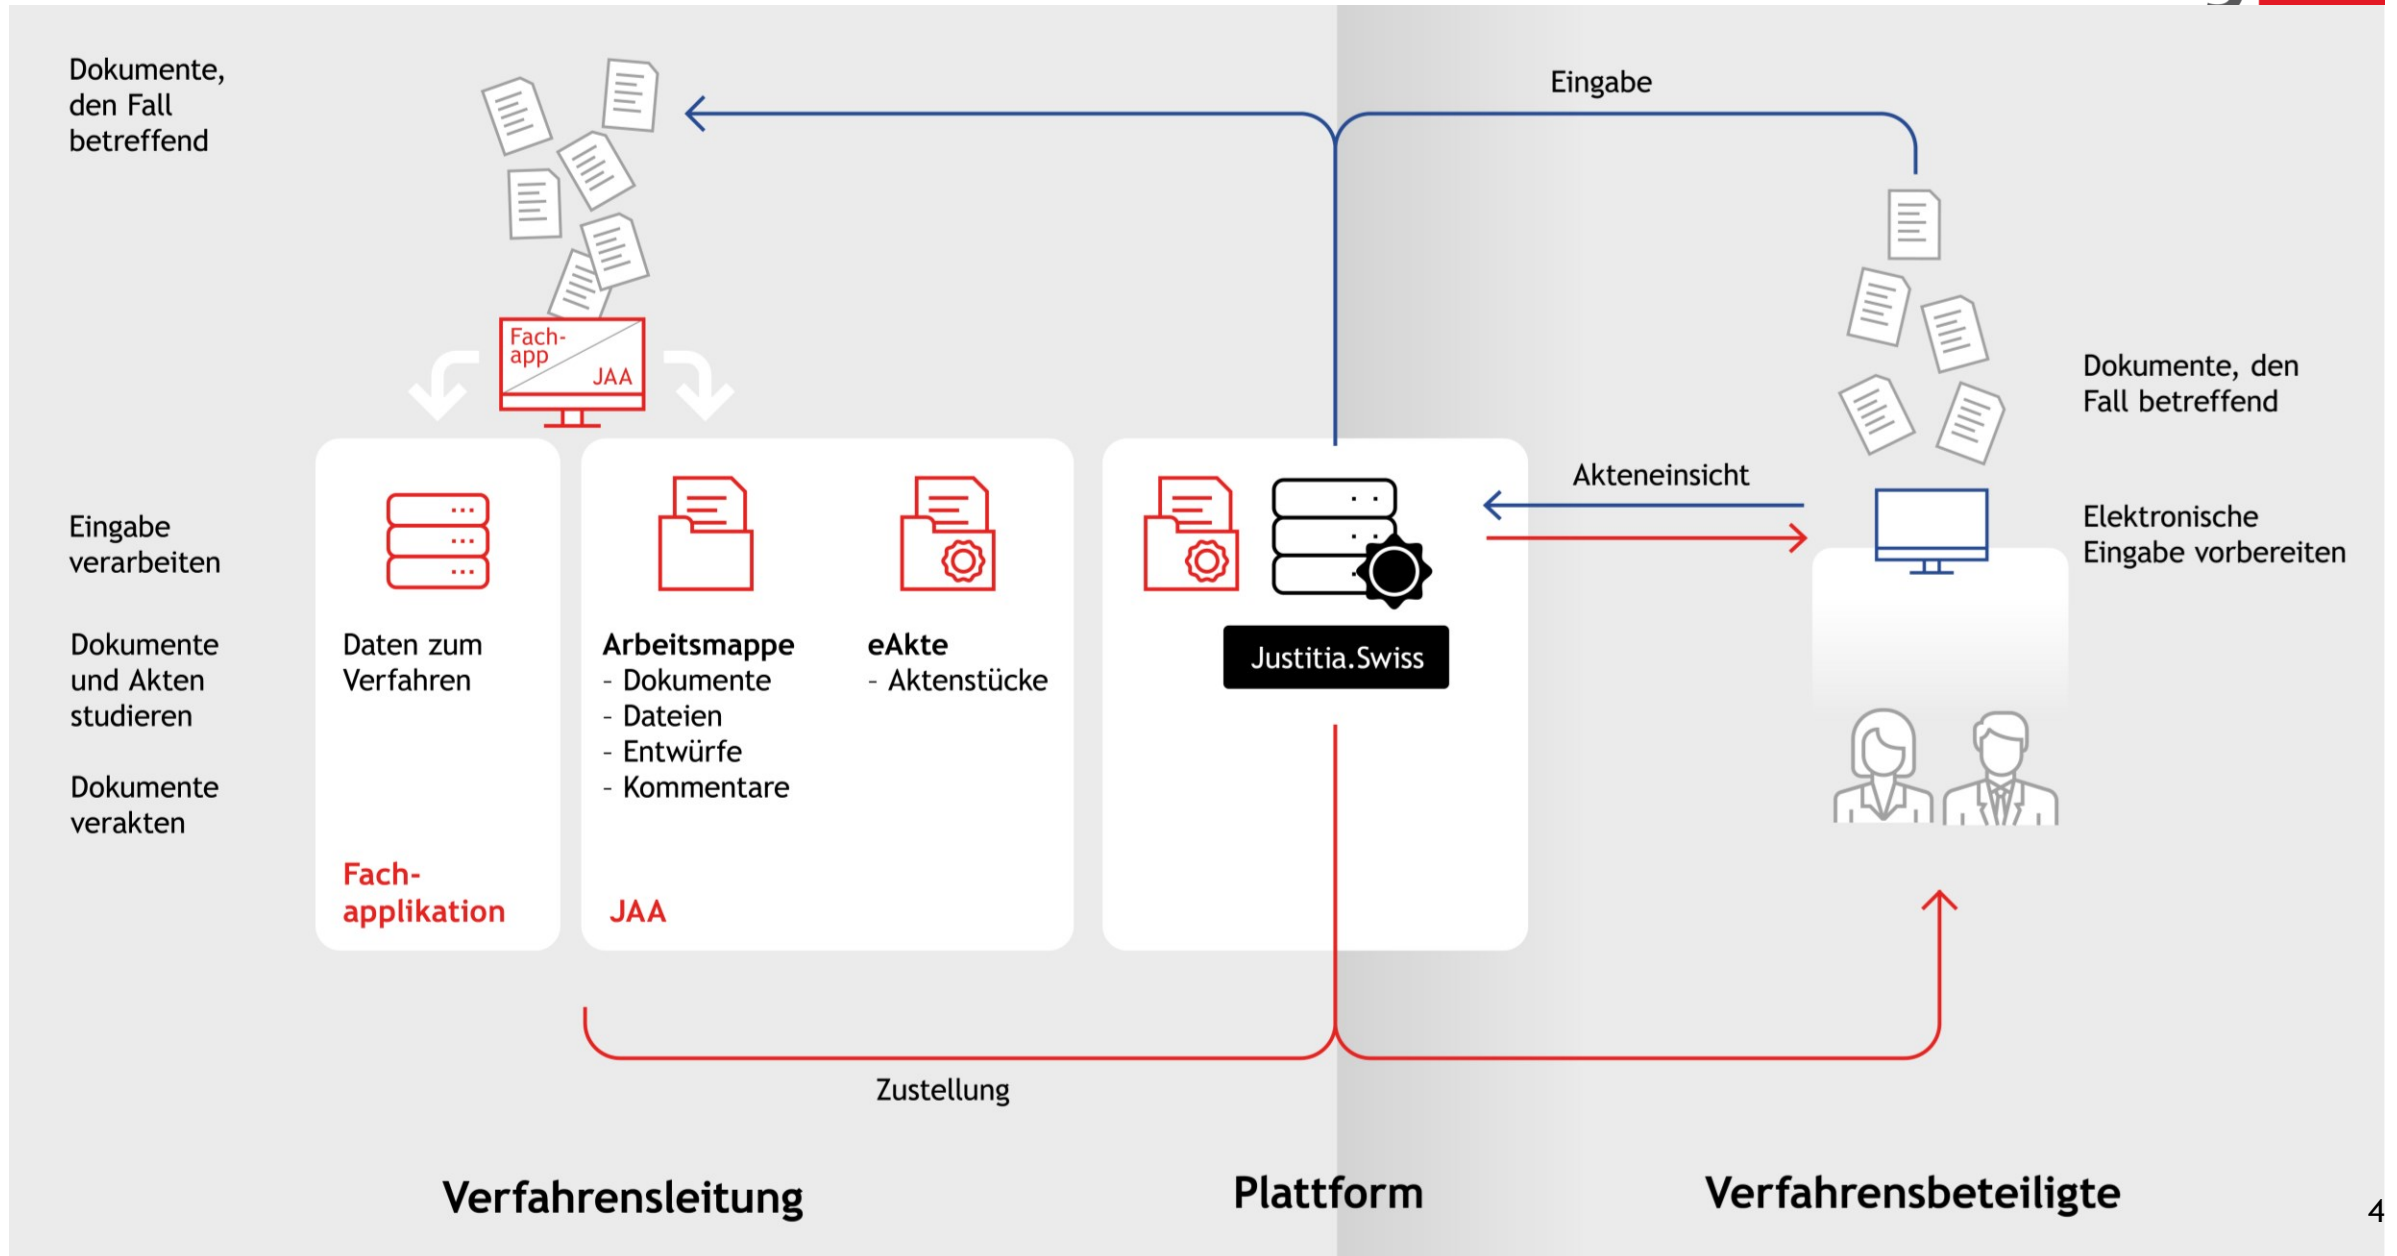 Dokumente,
den Fall
betreffend
Eingabe
Fach-
app
JAA
Dokumente, den
Fall betreffend
Akteneinsicht
Eingabe
verarbeiten
Elektronische
Eingabe vorbereiten
Dokumente
und Akten
studieren
Dokumente
verakten
Daten zum
Verfahren
Fach-
applikation
Arbeitsmappe
- Dokumente
- Dateien
- Entwürfe
- Kommentare
eAkte
- Aktenstücke
JAA
Justitia.Swiss
Zustellung
Verfahrensleitung
Plattform
Verfahrensbeteiligte
4